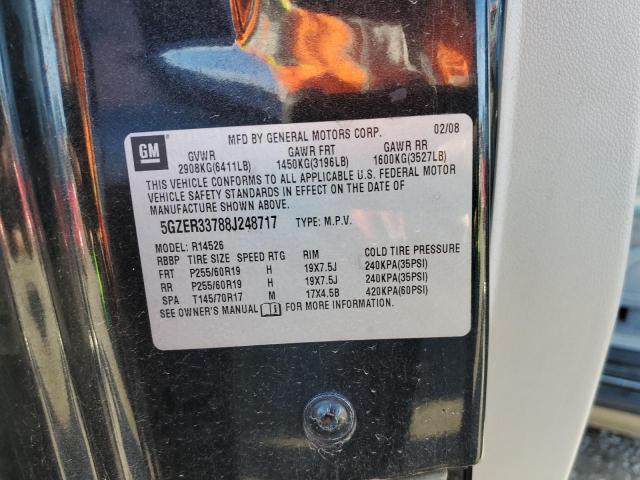 MFD BY GENERAL MOTORS CORP. 02/08
GM GVWR GAWR FRT GAWR RR
2908KG(6411LB) 1450KG(3196LB) 1600KG(3527LB)
THIS VEHICLE CONFORMS TO ALL APPLICABLE U.S. FEDERAL MOTOR
VEHICLE SAFETY STANDARDS IN EFFECT ON THE DATE OF
MANUFACTURE SHOWN ABOVE.
5GZER33788J248717 TYPE: M.P.V.
MODEL: R14526
RBBP TIRE SIZE SPEED RTG RIM COLD TIRE PRESSURE
FRT P255/60R19 H 19X7.5J 240KPA(35PSI)
RR P255/60R19 H 19X7.5J 240KPA(35PSI)
SPA T145/70R17 M 17X4.5B 420KPA(60PSI)
SEE OWNER'S MANUAL i FOR MORE INFORMATION.